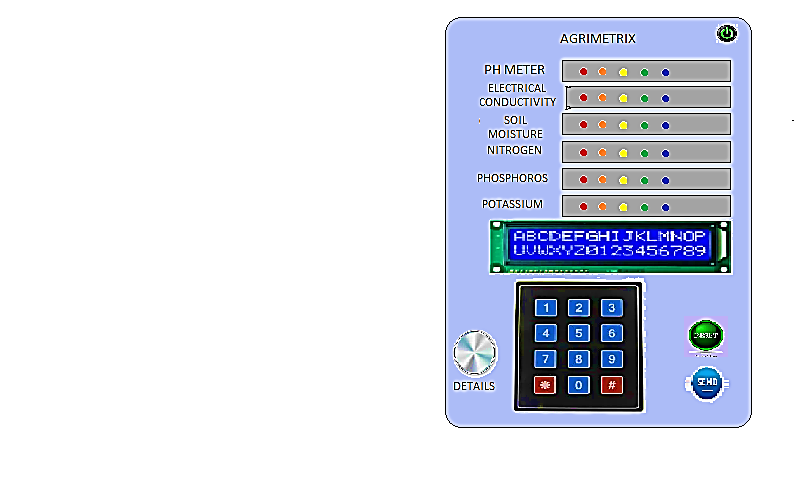 AGRIMETRIX
PH METER
ELECTRICAL
CONDUCTIVITY
SOIL
MOISTURE
NITROGEN
PHOSPHOROS
POTASSIUM
ABCDEFGHIJKLMNOP
UVWXYZ0123456789
1 2 3
4 5 6
7 8 9
* 0 #
DETAILS
SEND